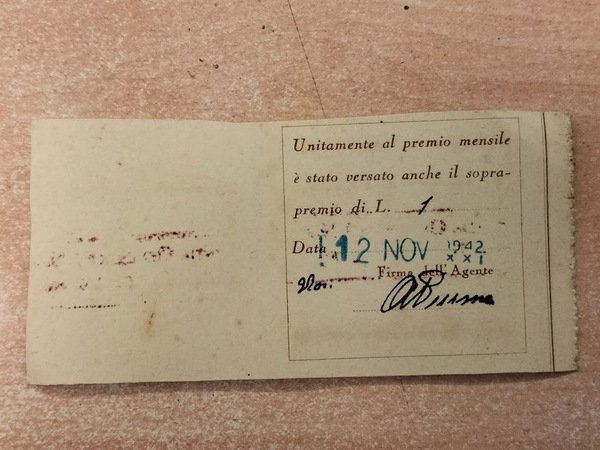 Unitamente al premio mensile
è stato versato anche il sopra-
premio di L. 1
Data 12 NOV 1942
XXI
Firma dell'Agente